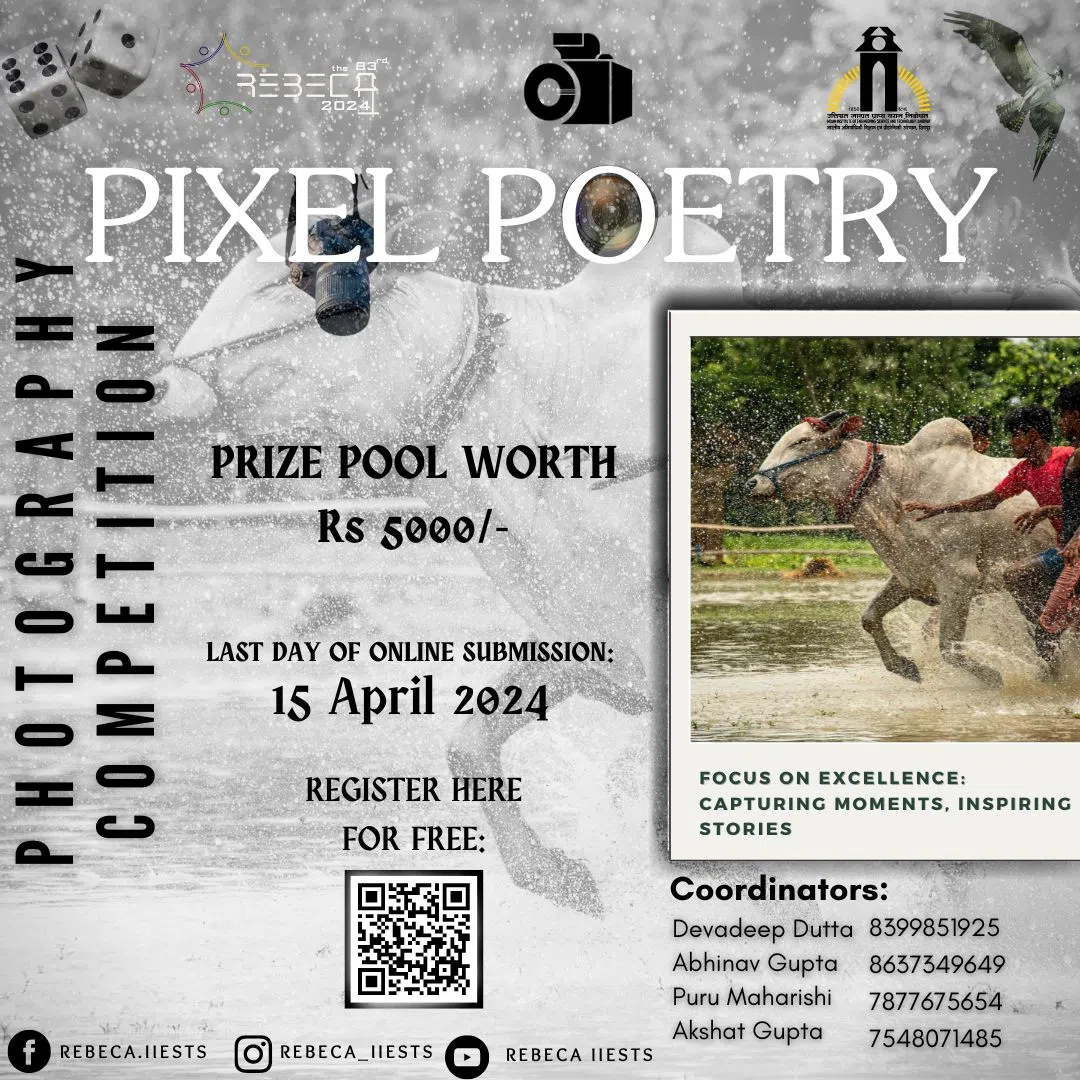 the 83rd
REBECA
2024
PIXEL POETRY
PHOTOGRAPHY
COMPETITION
PRIZE POOL WORTH
Rs 5000/-
LAST DAY OF ONLINE SUBMISSION:
15 April 2024
REGISTER HERE
FOR FREE:
FOCUS ON EXCELLENCE:
CAPTURING MOMENTS, INSPIRING
STORIES
Coordinators:
Devadeep Dutta 8399851925
Abhinav Gupta 8637349649
Puru Maharishi 7877675654
Akshat Gupta 7548071485
REBECA.IIESTS
REBECA_IIESTS
REBECA IIESTS